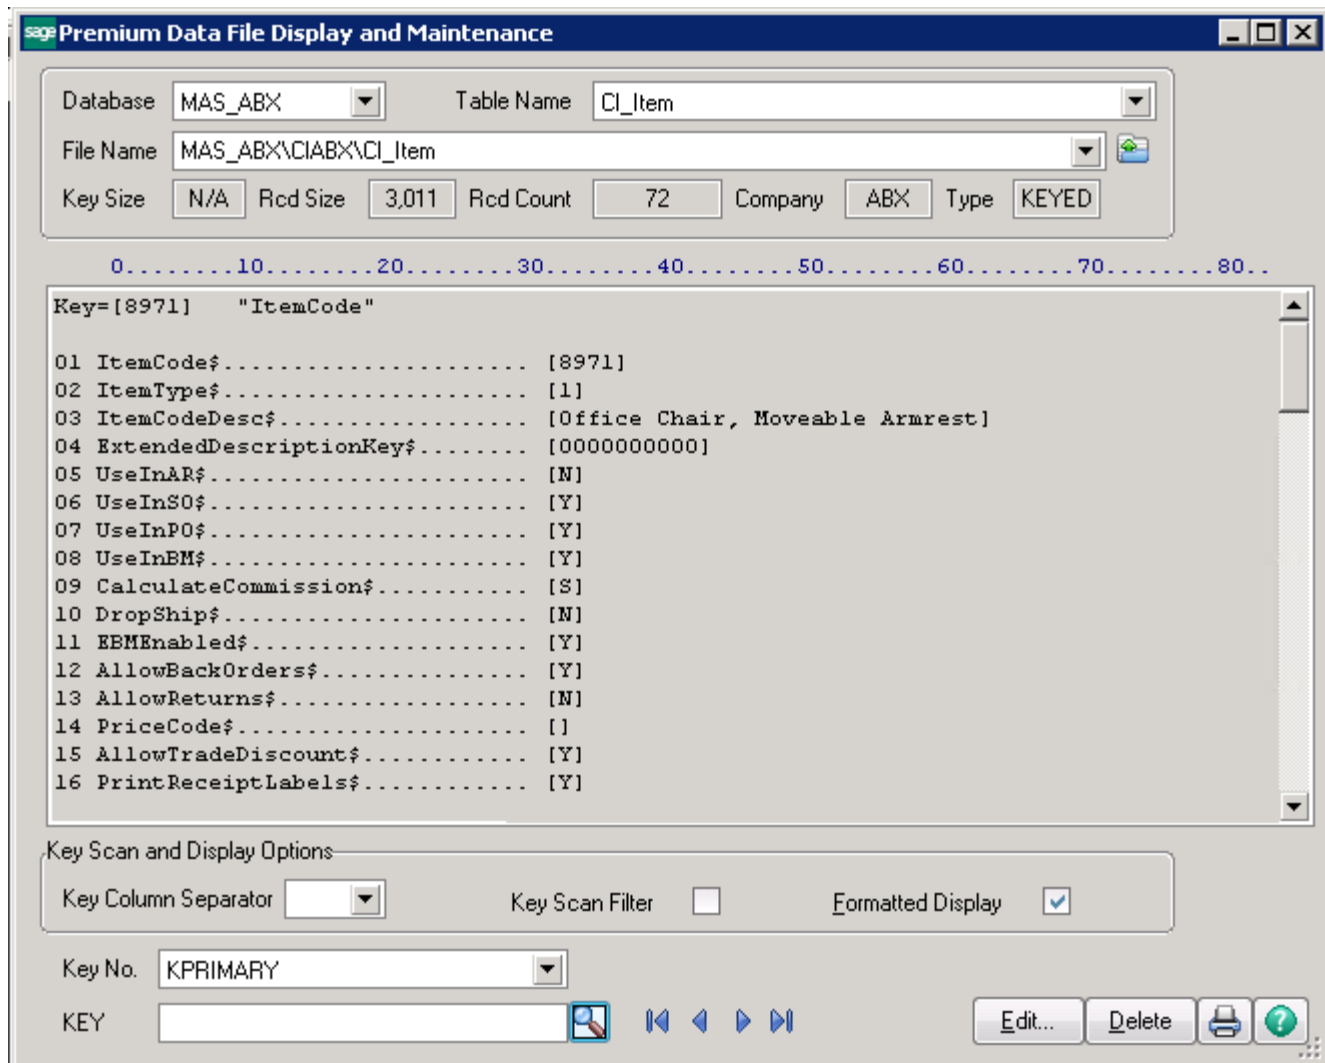 sage Premium Data File Display and Maintenance
Database MAS_ABX Table Name CI_Item
File Name MAS_ABX\CIABX\CI_Item
Key Size N/A Rcd Size 3,011 Rcd Count 72 Company ABX Type KEYED
0........10........20........30........40........50........60........70........80..
Key=[8971] "ItemCode"
01 ItemCode$...................... [8971]
02 ItemType$...................... [1]
03 ItemCodeDesc$.................. [Office Chair, Moveable Armrest]
04 ExtendedDescriptionKey$........ [0000000000]
05 UseInAR$....................... [N]
06 UseInSO$....................... [Y]
07 UseInPO$....................... [Y]
08 UseInBM$....................... [Y]
09 CalculateCommission$........... [S]
10 DropShip$...................... [N]
11 EBMEnabled$.................... [Y]
12 AllowBackOrders$............... [Y]
13 AllowReturns$.................. [N]
14 PriceCode$..................... []
15 AllowTradeDiscount$............ [Y]
16 PrintReceiptLabels$............ [Y]
Key Scan and Display Options
Key Column Separator Key Scan Filter Formatted Display
Key No. KPRIMARY
KEY Edit... Delete